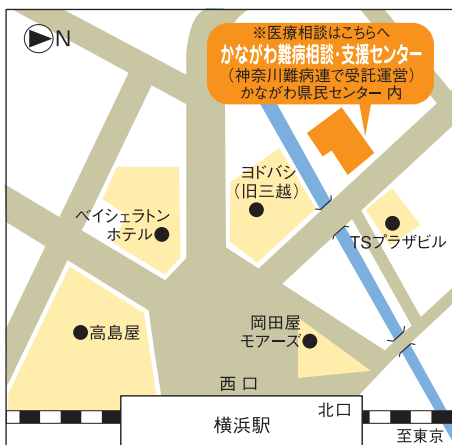 N
※医療相談はこちらへ
かながわ難病相談・支援センター
（神奈川難病連で受託運営）
かながわ県民センター 内
ヨドバシ
（旧三越）
ベイシェラトン
ホテル
TSプラザビル
高島屋
岡田屋
モアーズ
西口
北口
横浜駅
至東京